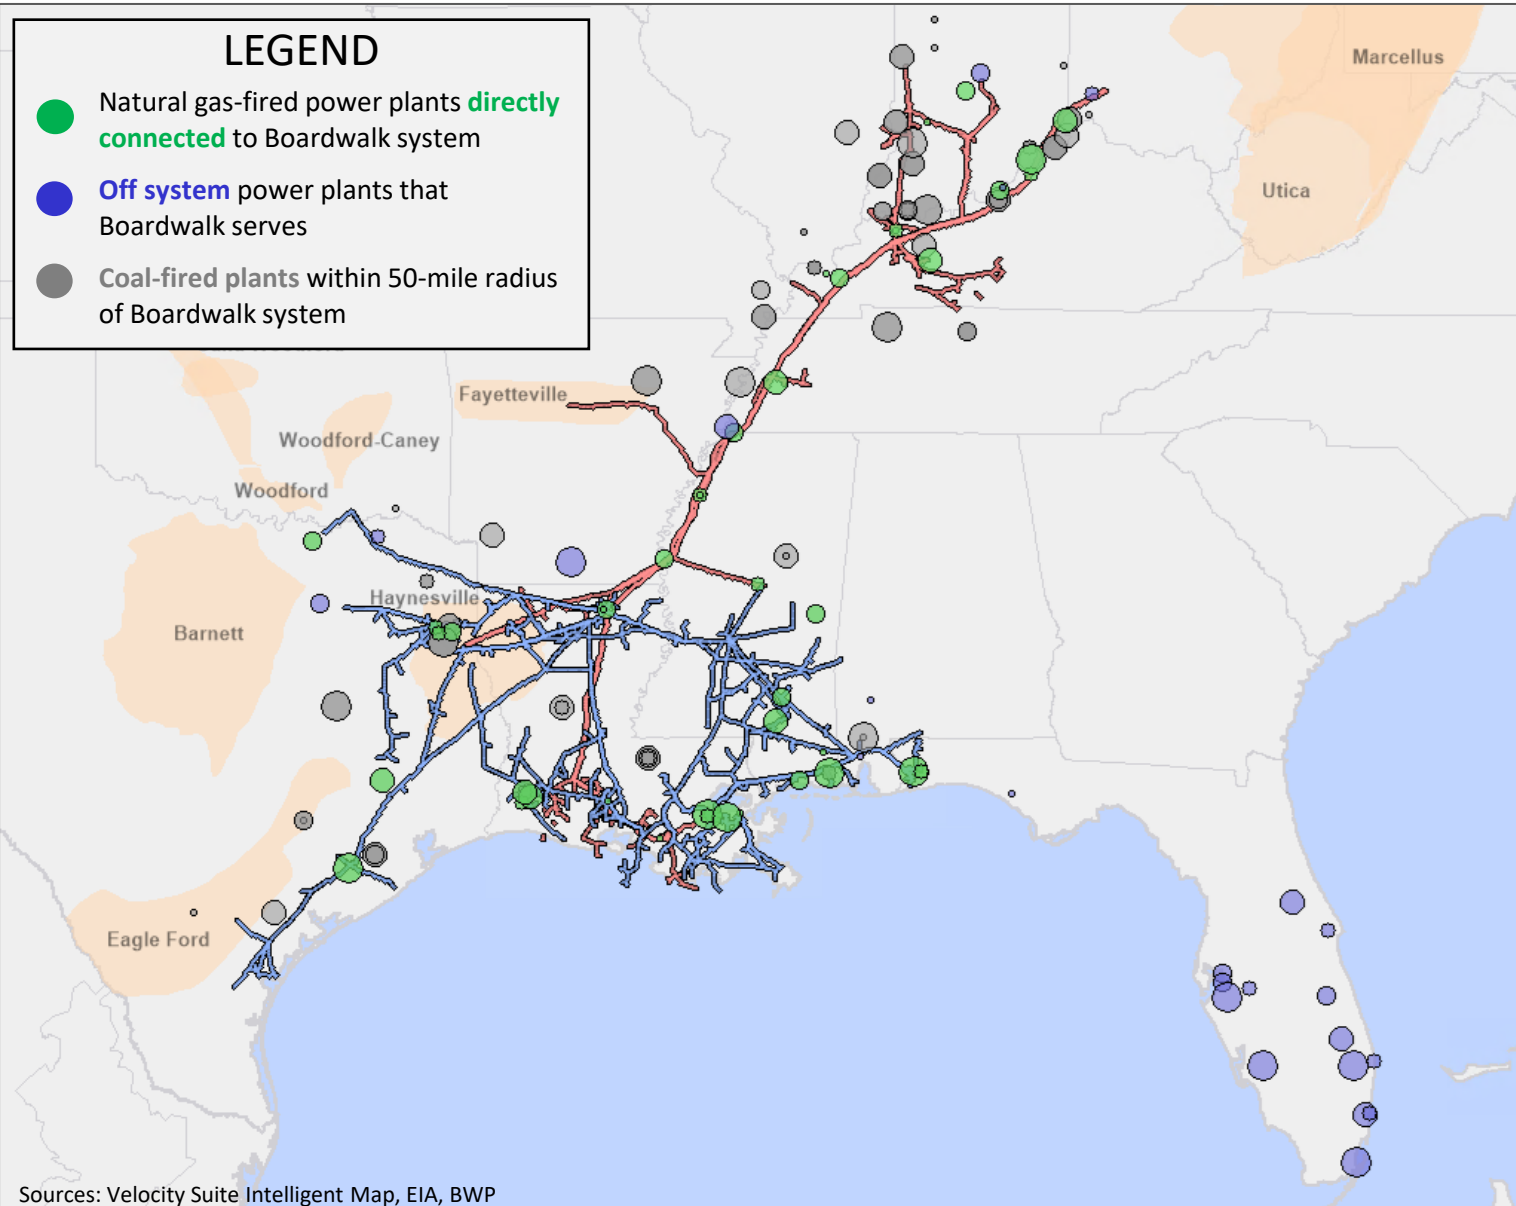 LEGEND
Natural gas-fired power plants directly
connected to Boardwalk system
Off system power plants that
Boardwalk serves
Coal-fired plants within 50-mile radius
of Boardwalk system
Marcellus
Utica
Fayetteville
Woodford-Caney
Woodford
Haynesville
Barnett
Eagle Ford
Sources: Velocity Suite Intelligent Map, EIA, BWP